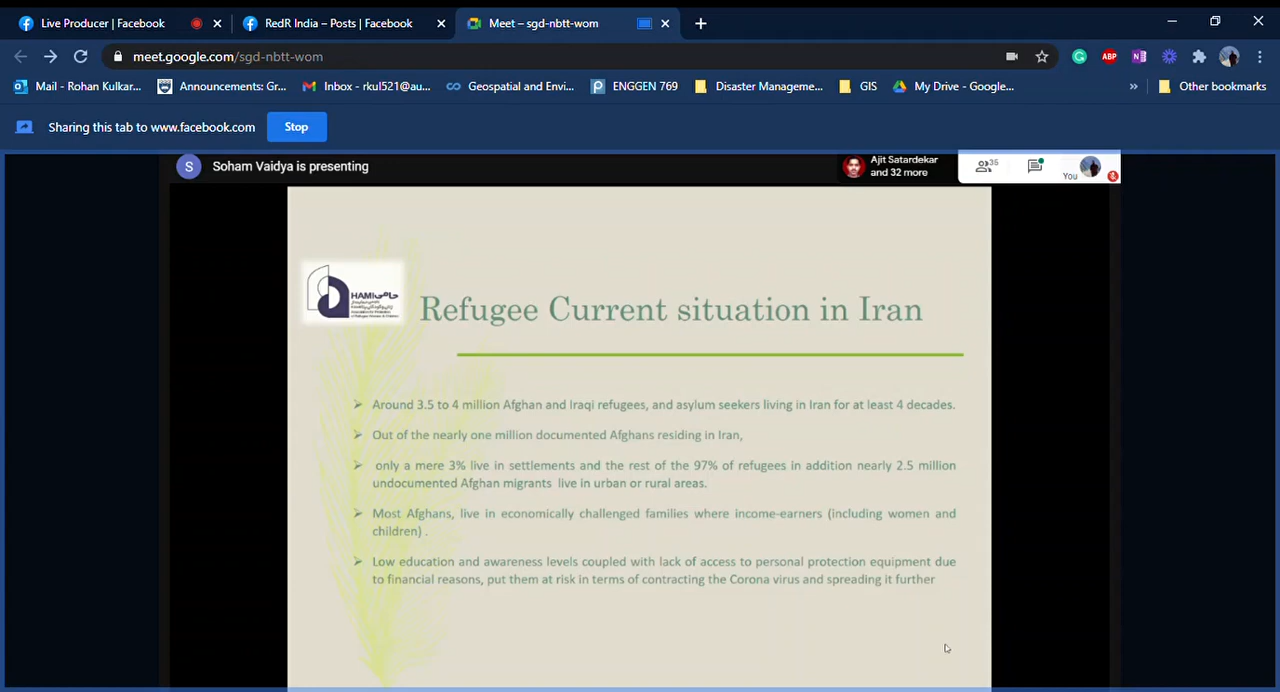 Live Producer | Facebook
RedR India – Posts | Facebook
Meet – sgd-nbtt-wom
meet.google.com/sgd-nbtt-wom
Mail - Rohan Kulkar...
Announcements: Gr...
Inbox - rkul521@au...
Geospatial and Envi...
ENGGEN 769
Disaster Manageme...
GIS
My Drive - Google...
Other bookmarks
Sharing this tab to www.facebook.com
Stop
S
Soham Vaidya is presenting
Ajit Satardekar
and 32 more
35
You
HAMI حامی
Refugee Current situation in Iran
➢ Around 3.5 to 4 million Afghan and Iraqi refugees, and asylum seekers living in Iran for at least 4 decades.
➢ Out of the nearly one million documented Afghans residing in Iran,
➢ only a mere 3% live in settlements and the rest of the 97% of refugees in addition nearly 2.5 million
undocumented Afghan migrants live in urban or rural areas.
➢ Most Afghans, live in economically challenged families where income-earners (including women and
children) .
➢ Low education and awareness levels coupled with lack of access to personal protection equipment due
to financial reasons, put them at risk in terms of contracting the Corona virus and spreading it further